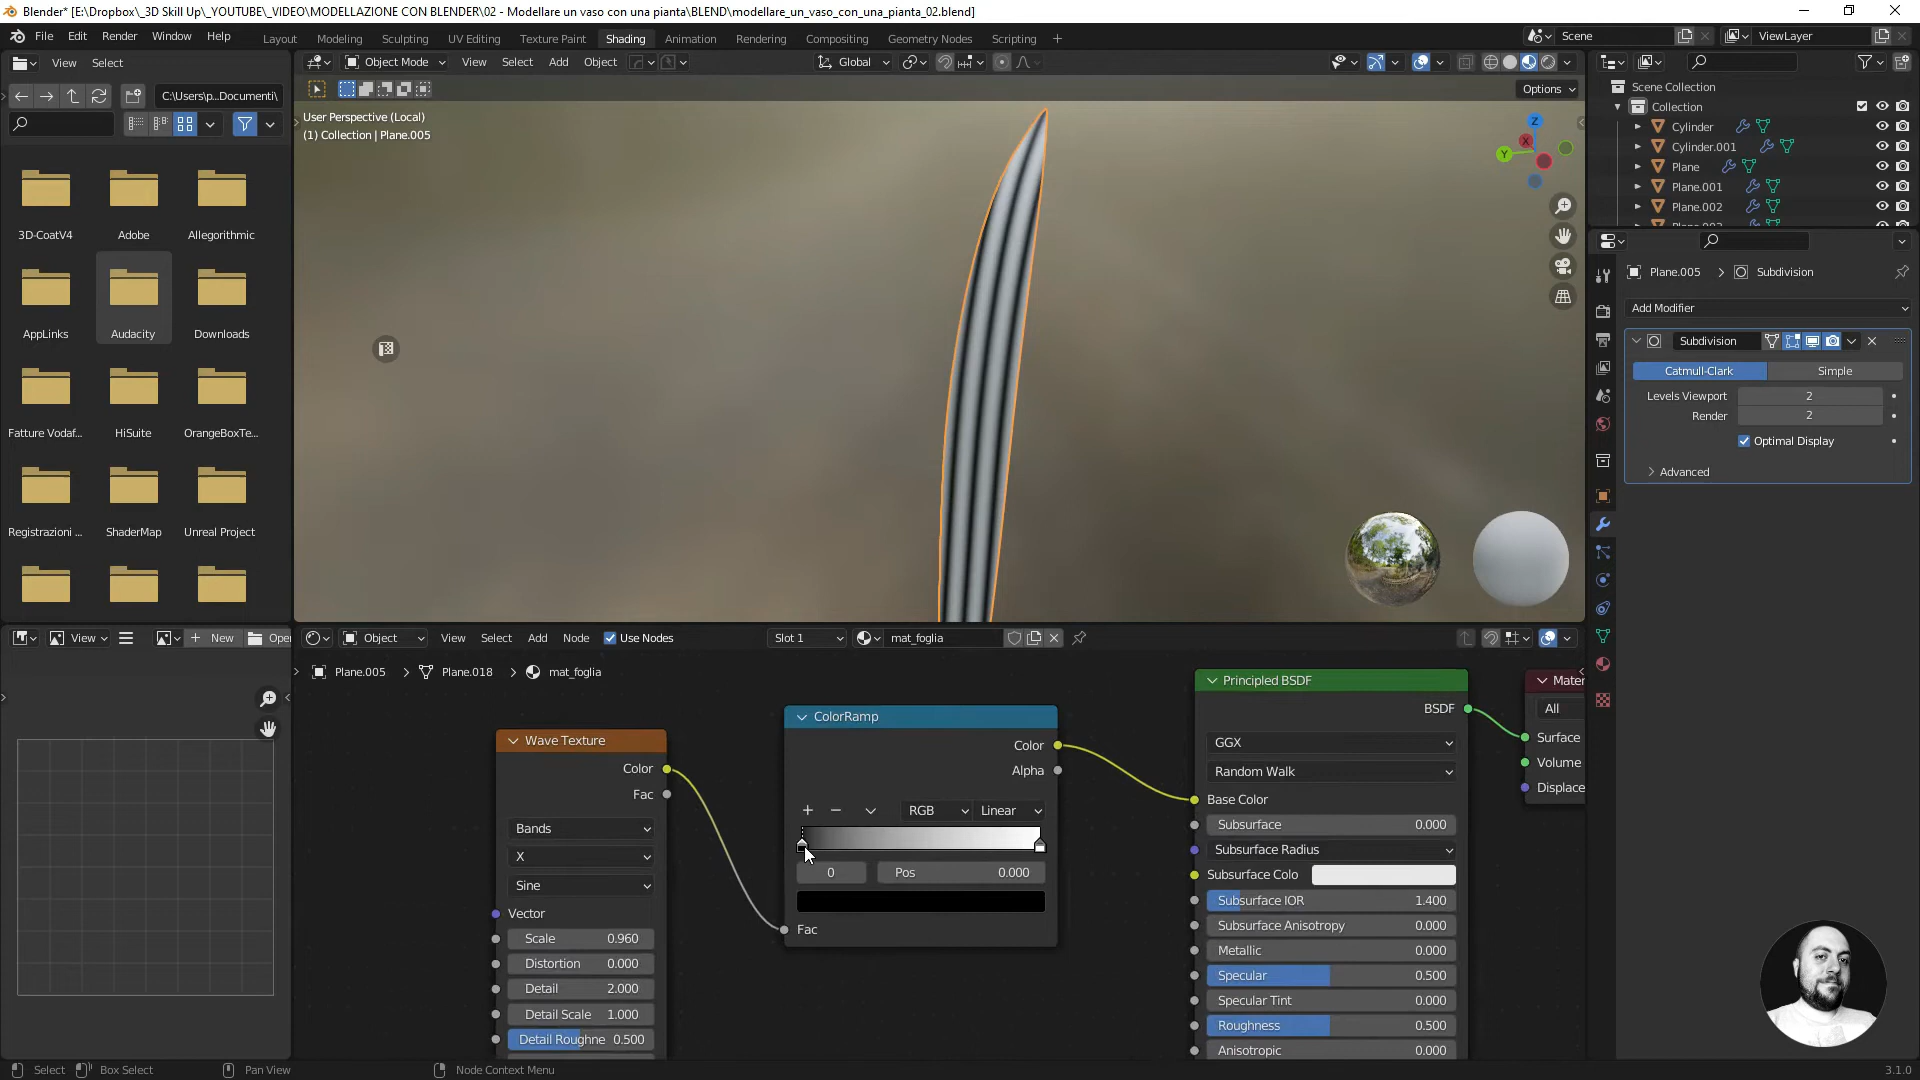 Blender* [E:\Dropbox\_3D Skill Up\_YOUTUBE\_VIDEO\MODELLAZIONE CON BLENDER\02 - Modellare un vaso con una pianta\BLEND\modellare_un_vaso_con_una_pianta_02.blend]
File Edit Render Window Help
Layout Modeling Sculpting UV Editing Texture Paint Shading Animation Rendering Compositing Geometry Nodes Scripting +
Scene ViewLayer
View Select
Object Mode View Select Add Object Global
C:\Users\p...Documenti\
Options
User Perspective (Local)
(1) Collection | Plane.005
Z
X
Y
3D-CoatV4 Adobe Allegorithmic
AppLinks Audacity Downloads
Fatture Vodaf... HiSuite OrangeBoxTe...
Registrazioni ... ShaderMap Unreal Project
Scene Collection
Collection
Cylinder
Cylinder.001
Plane
Plane.001
Plane.002
Plane.005 > Subdivision
Add Modifier
Subdivision
Catmull-Clark Simple
Levels Viewport 2
Render 2
Optimal Display
Advanced
View + New Open
Object View Select Add Node Use Nodes Slot 1 mat_foglia
Plane.005 > Plane.018 > mat_foglia
Wave Texture
Color
Fac
Bands
X
Sine
Vector
Scale 0.960
Distortion 0.000
Detail 2.000
Detail Scale 1.000
Detail Roughne 0.500
ColorRamp
Color
Alpha
+ − RGB Linear
0 Pos 0.000
Fac
Principled BSDF
BSDF
GGX
Random Walk
Base Color
Subsurface 0.000
Subsurface Radius
Subsurface Colo
Subsurface IOR 1.400
Subsurface Anisotropy 0.000
Metallic 0.000
Specular 0.500
Specular Tint 0.000
Roughness 0.500
Anisotropic 0.000
Mater
All
Surface
Volume
Displace
Select Box Select Pan View Node Context Menu 3.1.0